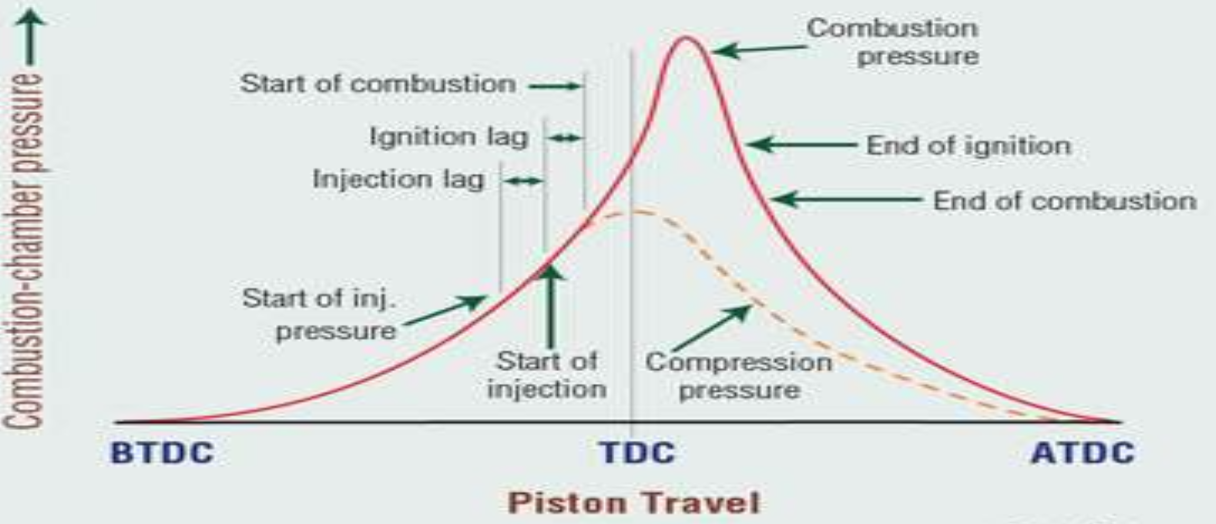 Combustion-chamber pressure
Combustion
pressure
Start of combustion
Ignition lag
End of ignition
Injection lag
End of combustion
Start of inj.
pressure
Start of
injection
Compression
pressure
BTDC
TDC
ATDC
Piston Travel